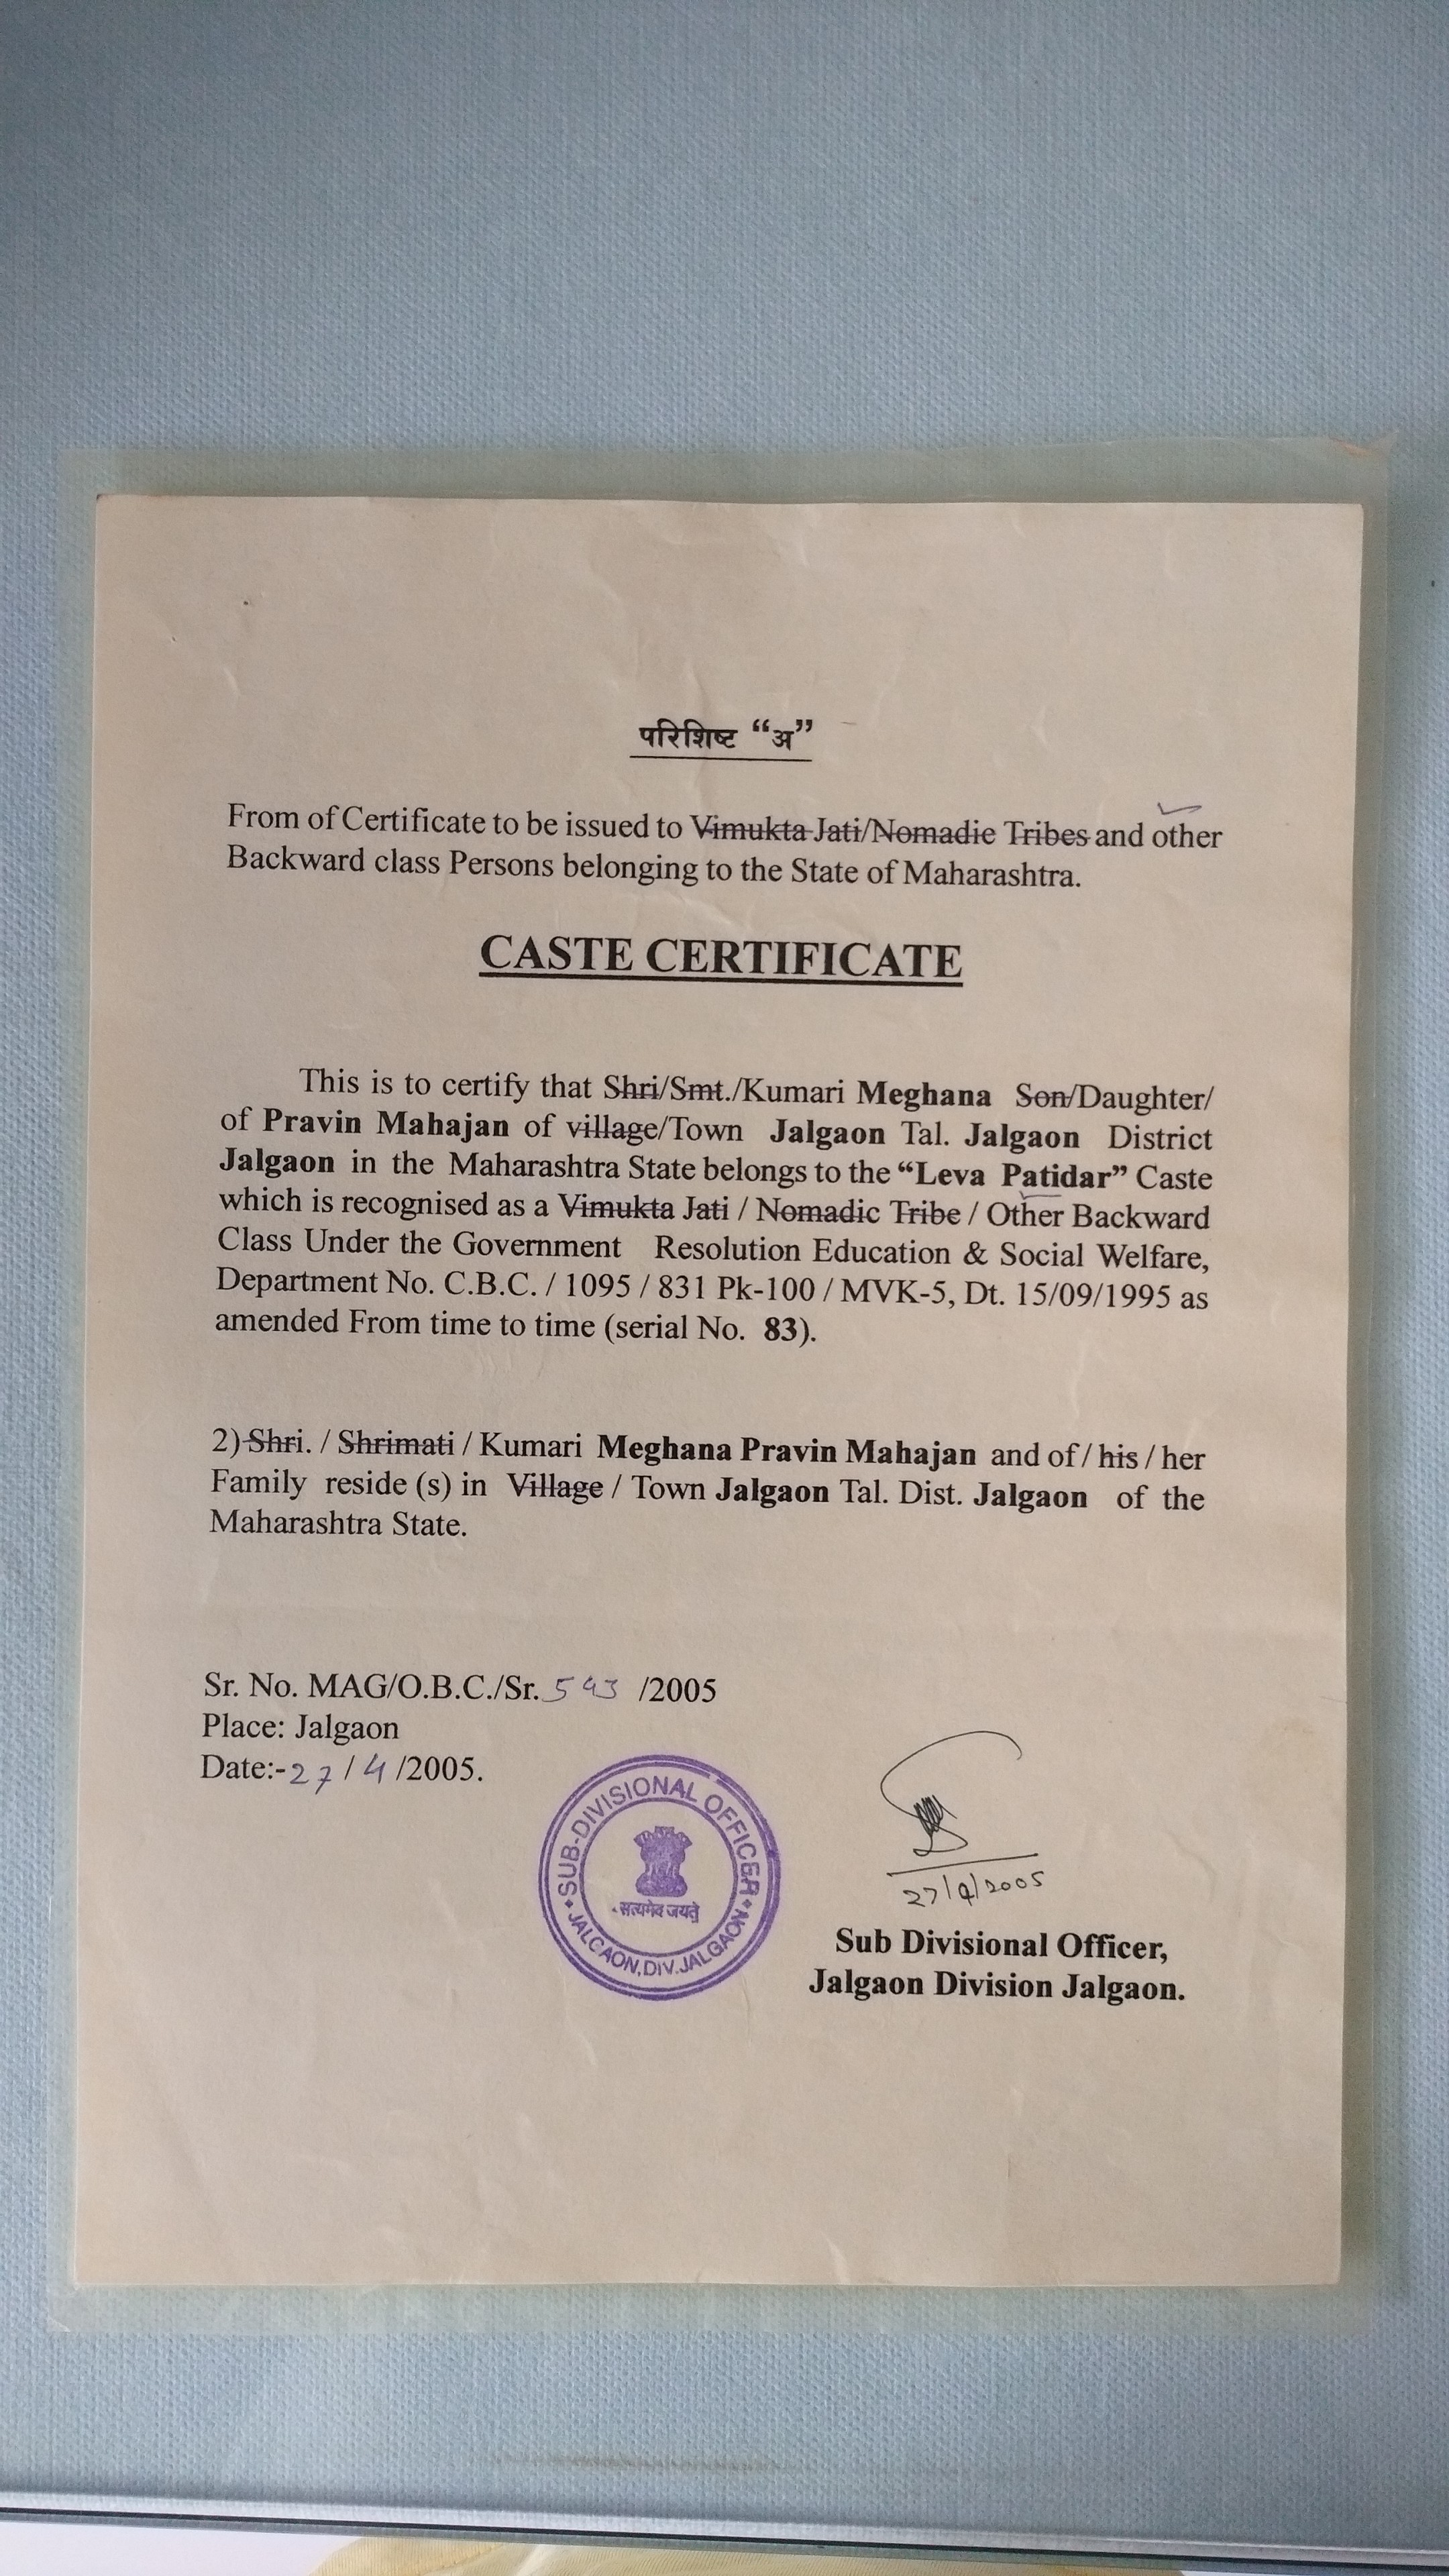 परिशिष्ट “अ”
From of Certificate to be issued to Vimukta Jati/Nomadie Tribes and other
Backward class Persons belonging to the State of Maharashtra.
CASTE CERTIFICATE
This is to certify that Shri/Smt./Kumari Meghana Son/Daughter/
of Pravin Mahajan of village/Town Jalgaon Tal. Jalgaon District
Jalgaon in the Maharashtra State belongs to the “Leva Patidar” Caste
which is recognised as a Vimukta Jati / Nomadic Tribe / Other Backward
Class Under the Government Resolution Education & Social Welfare,
Department No. C.B.C. / 1095 / 831 Pk-100 / MVK-5, Dt. 15/09/1995 as
amended From time to time (serial No. 83).
2) Shri. / Shrimati / Kumari Meghana Pravin Mahajan and of / his / her
Family reside (s) in Village / Town Jalgaon Tal. Dist. Jalgaon of the
Maharashtra State.
Sr. No. MAG/O.B.C./Sr. 543 /2005
Place: Jalgaon
Date:- 27 / 4 /2005.
SUB-DIVISIONAL OFFICER
सत्यमेव जयते
JALGAON, DIV. JALGAON
27/4/2005
Sub Divisional Officer,
Jalgaon Division Jalgaon.